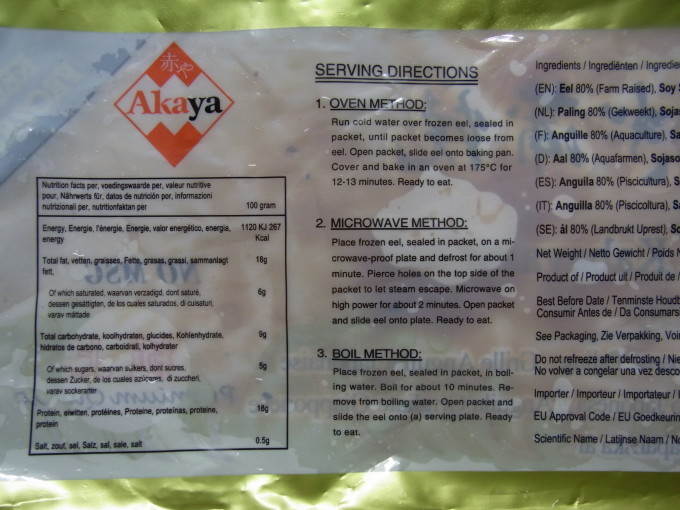 赤や
Akaya
Nutrition facts per, voedingswaarde per, valeur nutritive
pour, Nährwerts für, datos de nutrición por, informazioni
nutrizionali per, nutritionfaktan per 100 gram
Energy, Energie, l'énergie, Energie, valor energético, energia, 1120 KJ 267
energy Kcal
Total fat, vetten, graisses, Fette, grasas, grassi, sammanlagt 18g
fett,
Of which saturated, waarvan verzadigd, dont saturé, 6g
dessen gesättigten, de los cuales saturados, di cuisaturi,
varav mättade
Total carbohydrate, koolhydraten, glucides, Kohlenhydrate, 9g
hidratos de carbono, carboidrati, kolhydrater
Of which sugars, waarvan suikers, dont sucres, 5g
dessen Zucker, de los cuales azúcares, di zuccheri,
varav sockerarter
Protein, eiwitten, protéines, Proteine, proteínas, proteine, 18g
protein
Salt, zout, sel, Salz, sal, sale, salt 0.5g
SERVING DIRECTIONS
1. OVEN METHOD:
Run cold water over frozen eel, sealed in
packet, until packet becomes loose from
eel. Open packet, slide eel onto baking pan.
Cover and bake in an oven at 175°C for
12-13 minutes. Ready to eat.
2. MICROWAVE METHOD:
Place frozen eel, sealed in packet, on a mi-
crowave-proof plate and defrost for about 1
minute. Pierce holes on the top side of the
packet to let steam escape. Microwave on
high power for about 2 minutes. Open packet
and slide eel onto plate. Ready to eat.
3. BOIL METHOD:
Place frozen eel, sealed in packet, in boil-
ing water. Boil for about 10 minutes. Re-
move from boiling water. Open packet and
slide the eel onto (a) serving plate. Ready
to eat.
Ingredients / Ingrediënten / Ingredie
(EN): Eel 80% (Farm Raised), Soy
(NL): Paling 80% (Gekweekt), Sojas
(F): Anguille 80% (Aquaculture), Sa
(D): Aal 80% (Aquafarmen), Sojaso
(ES): Anguila 80% (Piscicultura), S
(IT): Anguilla 80% (Piscicoltura), S
(SE): ål 80% (Landbrukt Uprest), So
Net Weight / Netto Gewicht / Poids
Product of / Product uit / Produit de /
Best Before Date / Tenminste Houdb
Consumir Antes de / Da Consumars
See Packaging, Zie Verpakking, Voi
Do not refreeze after defrosting / Nie
No volver a congelar una vez desco
Importer / Importeur / Importateur /
EU Approval Code / EU Goedkeurin
Scientific Name / Latijnse Naam / No